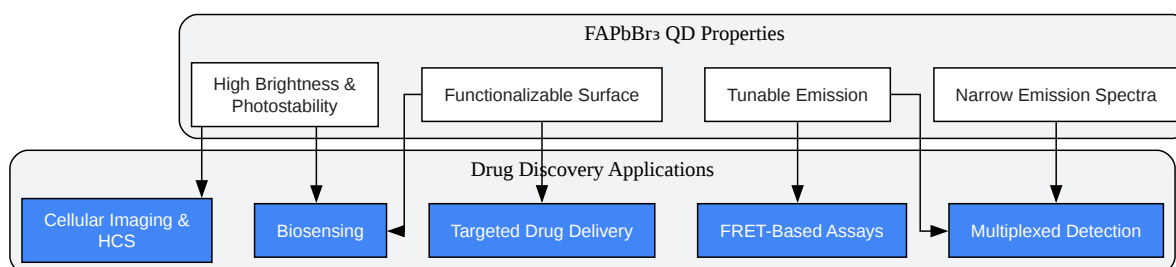 FAPbBr₃ QD Properties
High Brightness &
Photostability
Functionalizable Surface
Tunable Emission
Narrow Emission Spectra
Drug Discovery Applications
Cellular Imaging &
HCS
Biosensing
Targeted Drug Delivery
FRET-Based Assays
Multiplexed Detection